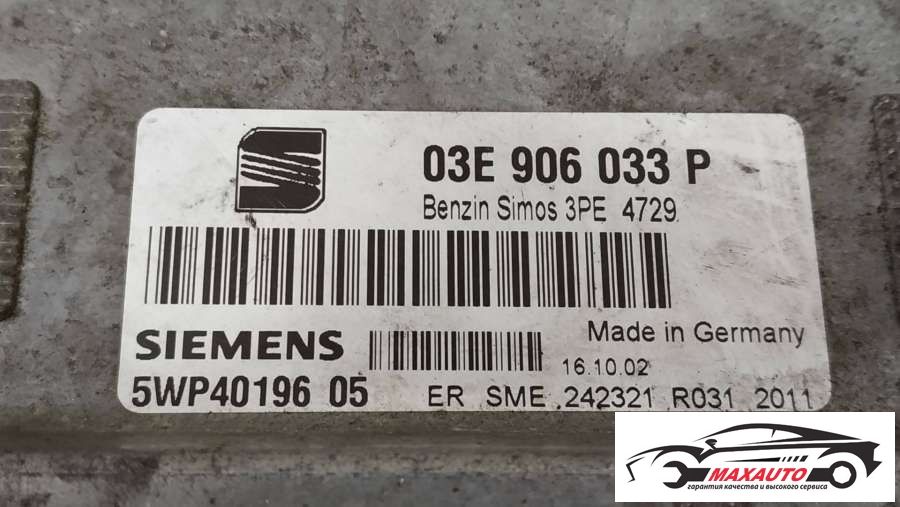 03E 906 033 P
Benzin Simos 3PE 4729
SIEMENS
Made in Germany
16.10.02
5WP40196 05
ER SME 242321 R031 2011
MAXAUTO
гарантия качества и высокого сервиса